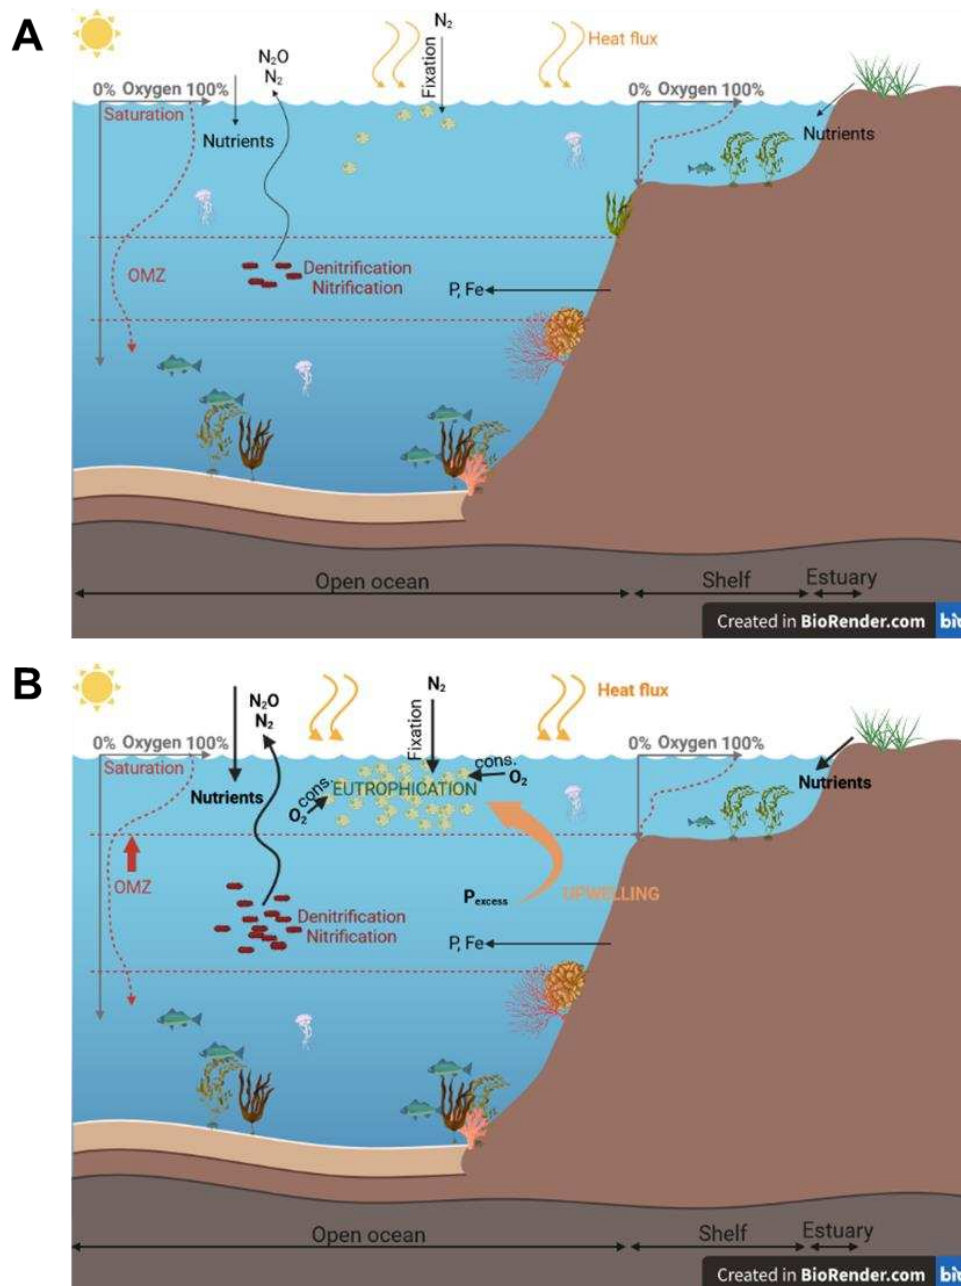 A
N₂
N₂O
N₂
Fixation
Heat flux
0% Oxygen 100%
Saturation
Nutrients
0% Oxygen 100%
Nutrients
OMZ
Denitrification
Nitrification
P, Fe
Open ocean
Shelf
Estuary
Created in BioRender.com
B
N₂O
N₂
N₂
Fixation
Heat flux
0% Oxygen 100%
Saturation
Nutrients
cons.
O₂
EUTROPHICATION
cons.
O₂
0% Oxygen 100%
Nutrients
OMZ
Pexcess
UPWELLING
Denitrification
Nitrification
P, Fe
Open ocean
Shelf
Estuary
Created in BioRender.com